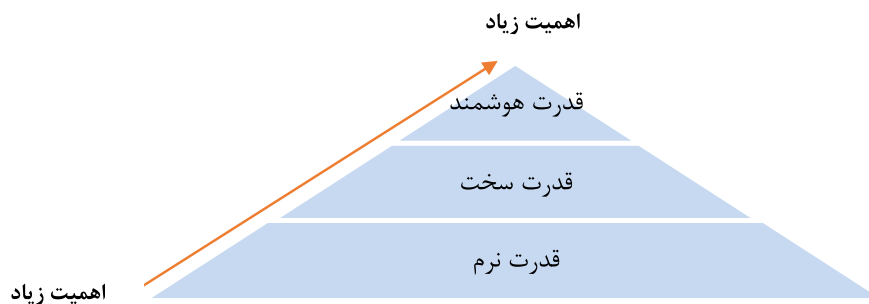 اهمیت زیاد
قدرت هوشمند
قدرت سخت
قدرت نرم
اهمیت زیاد